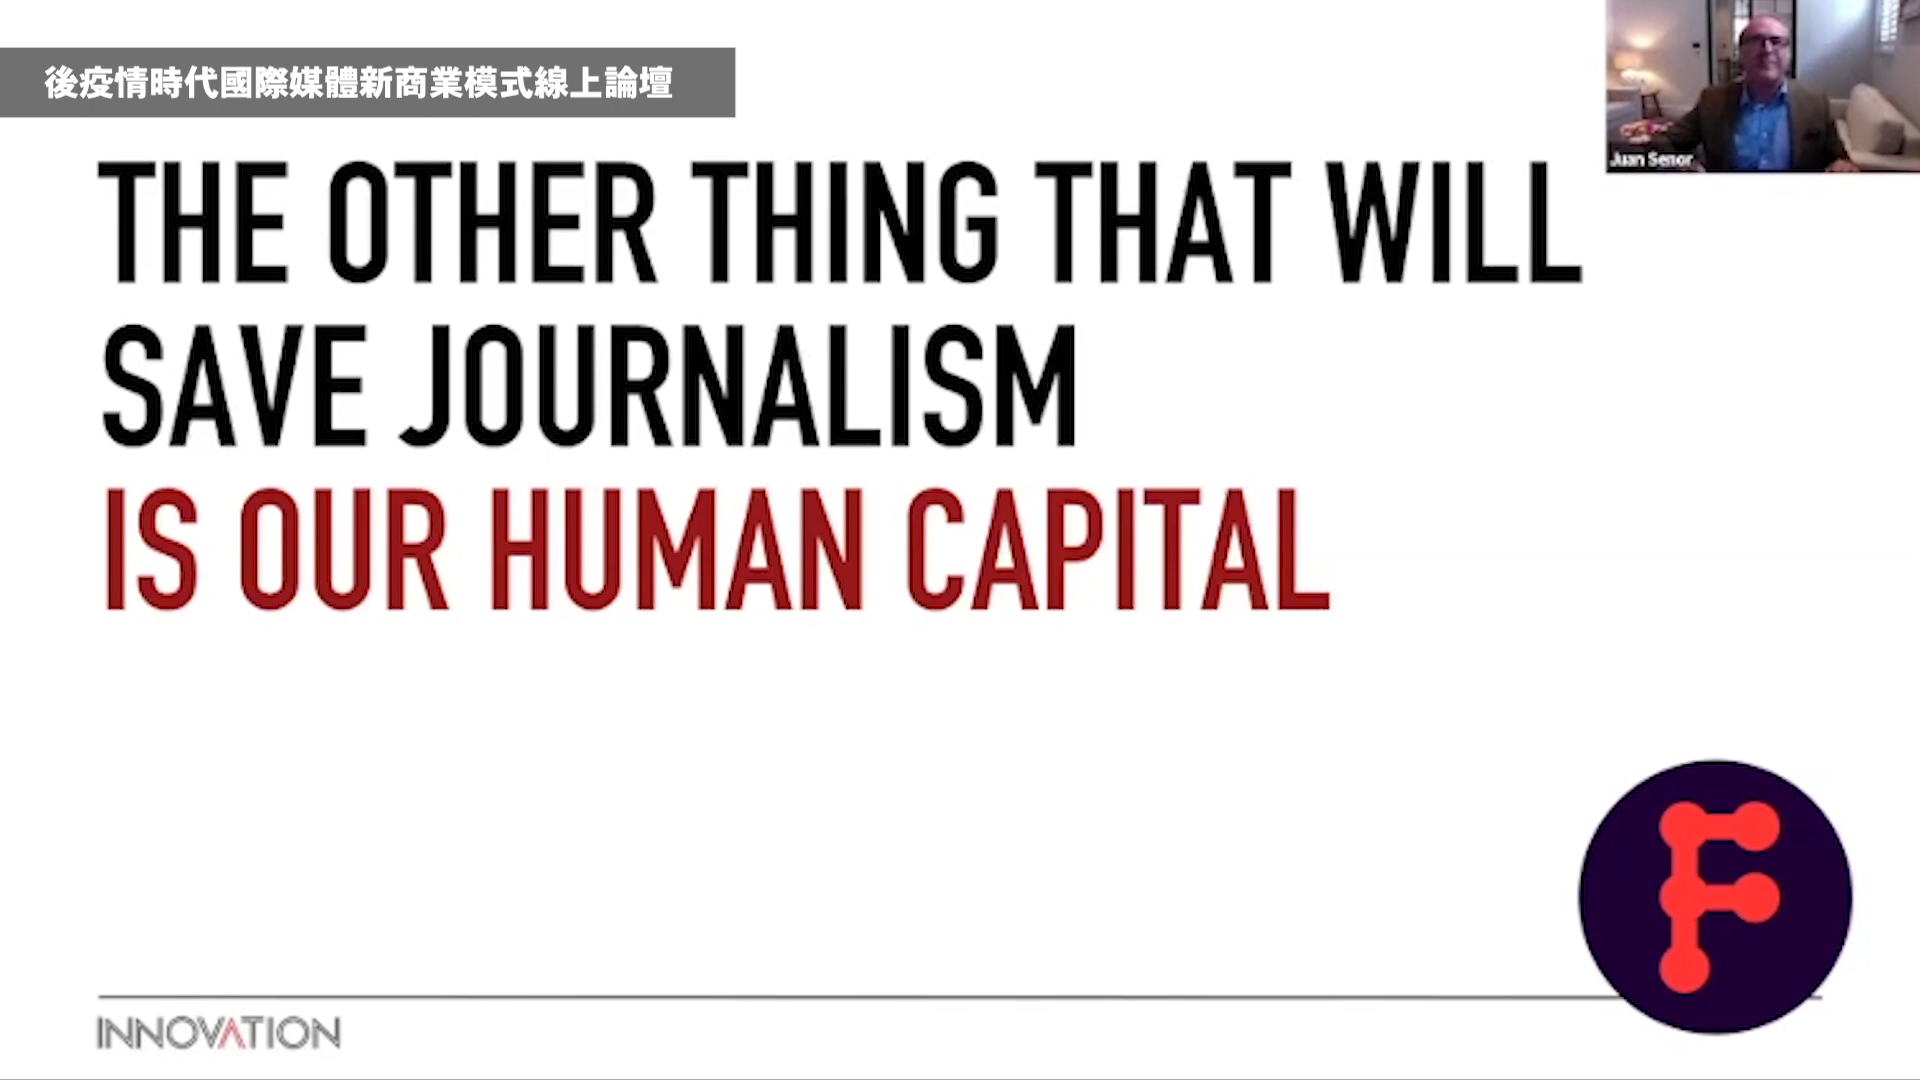 後疫情時代國際媒體新商業模式線上論壇
Juan Senor
THE OTHER THING THAT WILL
SAVE JOURNALISM
IS OUR HUMAN CAPITAL
F
INNOVATION